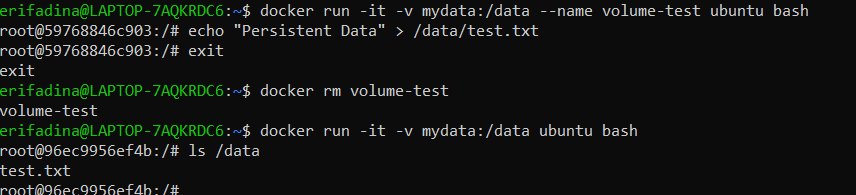 erifadina@LAPTOP-7AQKRDC6:~$ docker run -it -v mydata:/data --name volume-test ubuntu bash
root@59768846c903:/# echo "Persistent Data" > /data/test.txt
root@59768846c903:/# exit
exit
erifadina@LAPTOP-7AQKRDC6:~$ docker rm volume-test
volume-test
erifadina@LAPTOP-7AQKRDC6:~$ docker run -it -v mydata:/data ubuntu bash
root@96ec9956ef4b:/# ls /data
test.txt
root@96ec9956ef4b:/#